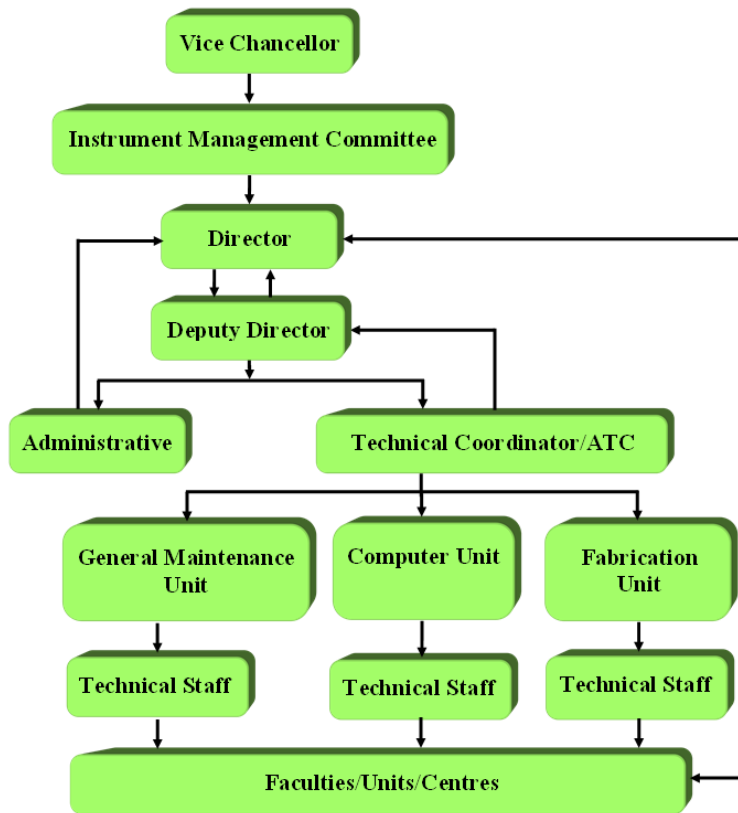 Vice Chancellor
Instrument Management Committee
Director
Deputy Director
Administrative
Technical Coordinator/ATC
General Maintenance
Unit
Computer Unit
Fabrication
Unit
Technical Staff
Technical Staff
Technical Staff
Faculties/Units/Centres